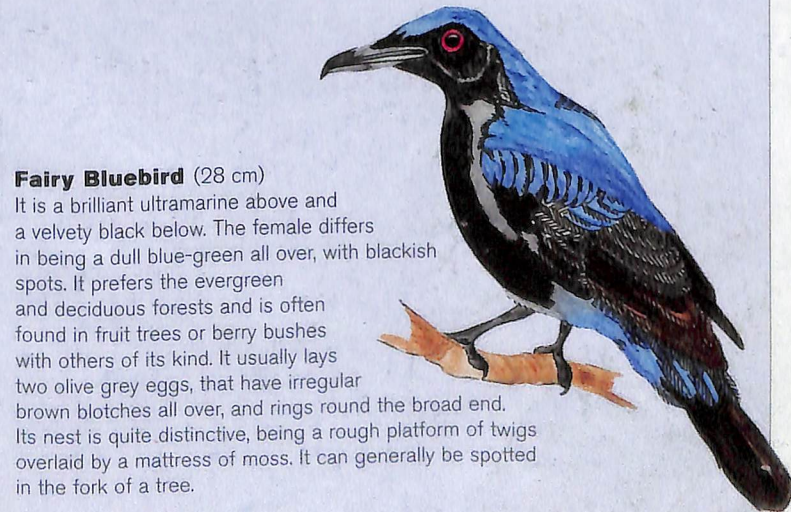 Fairy Bluebird (28 cm)
It is a brilliant ultramarine above and
a velvety black below. The female differs
in being a dull blue-green all over, with blackish
spots. It prefers the evergreen
and deciduous forests and is often
found in fruit trees or berry bushes
with others of its kind. It usually lays
two olive grey eggs, that have irregular
brown blotches all over, and rings round the broad end.
Its nest is quite distinctive, being a rough platform of twigs
overlaid by a mattress of moss. It can generally be spotted
in the fork of a tree.